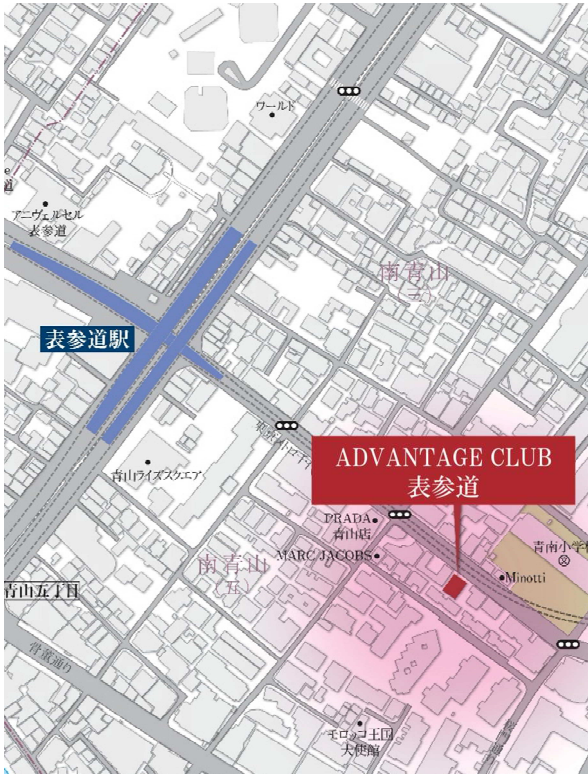 ワールド
アニヴェルセル
表参道
南青山
(三)
表参道駅
ADVANTAGE CLUB
表参道
青山ライズスクエア
PRADA
青山店
MARC JACOBS
青南小学校
Minotti
南青山
(五)
青山五丁目
骨董通り
モロッコ王国
大使館